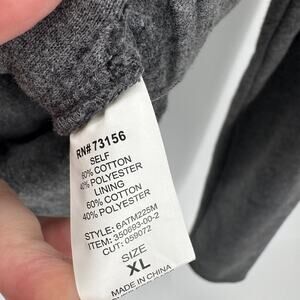 RN# 73156
SELF
60% COTTON
40% POLYESTER
LINING
60% COTTON
40% POLYESTER
STYLE: 6ATM225M
ITEM: 350693-00-2
CUT: 059072
SIZE
XL
MADE IN CHINA